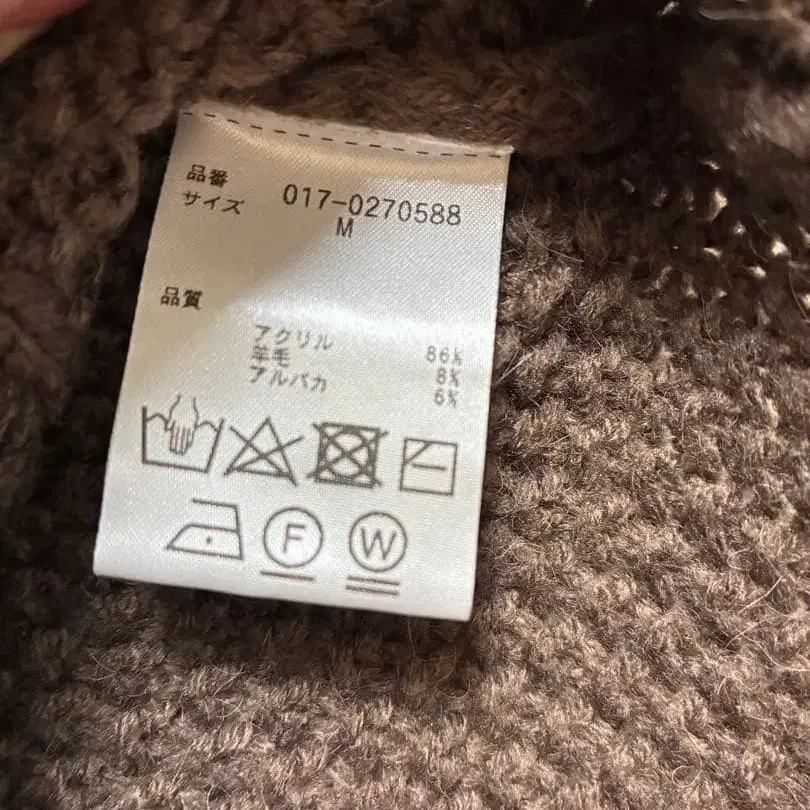 品番 017-0270588
サイズ M
品質
アクリル 86%
羊毛 8%
アルパカ 6%
F W